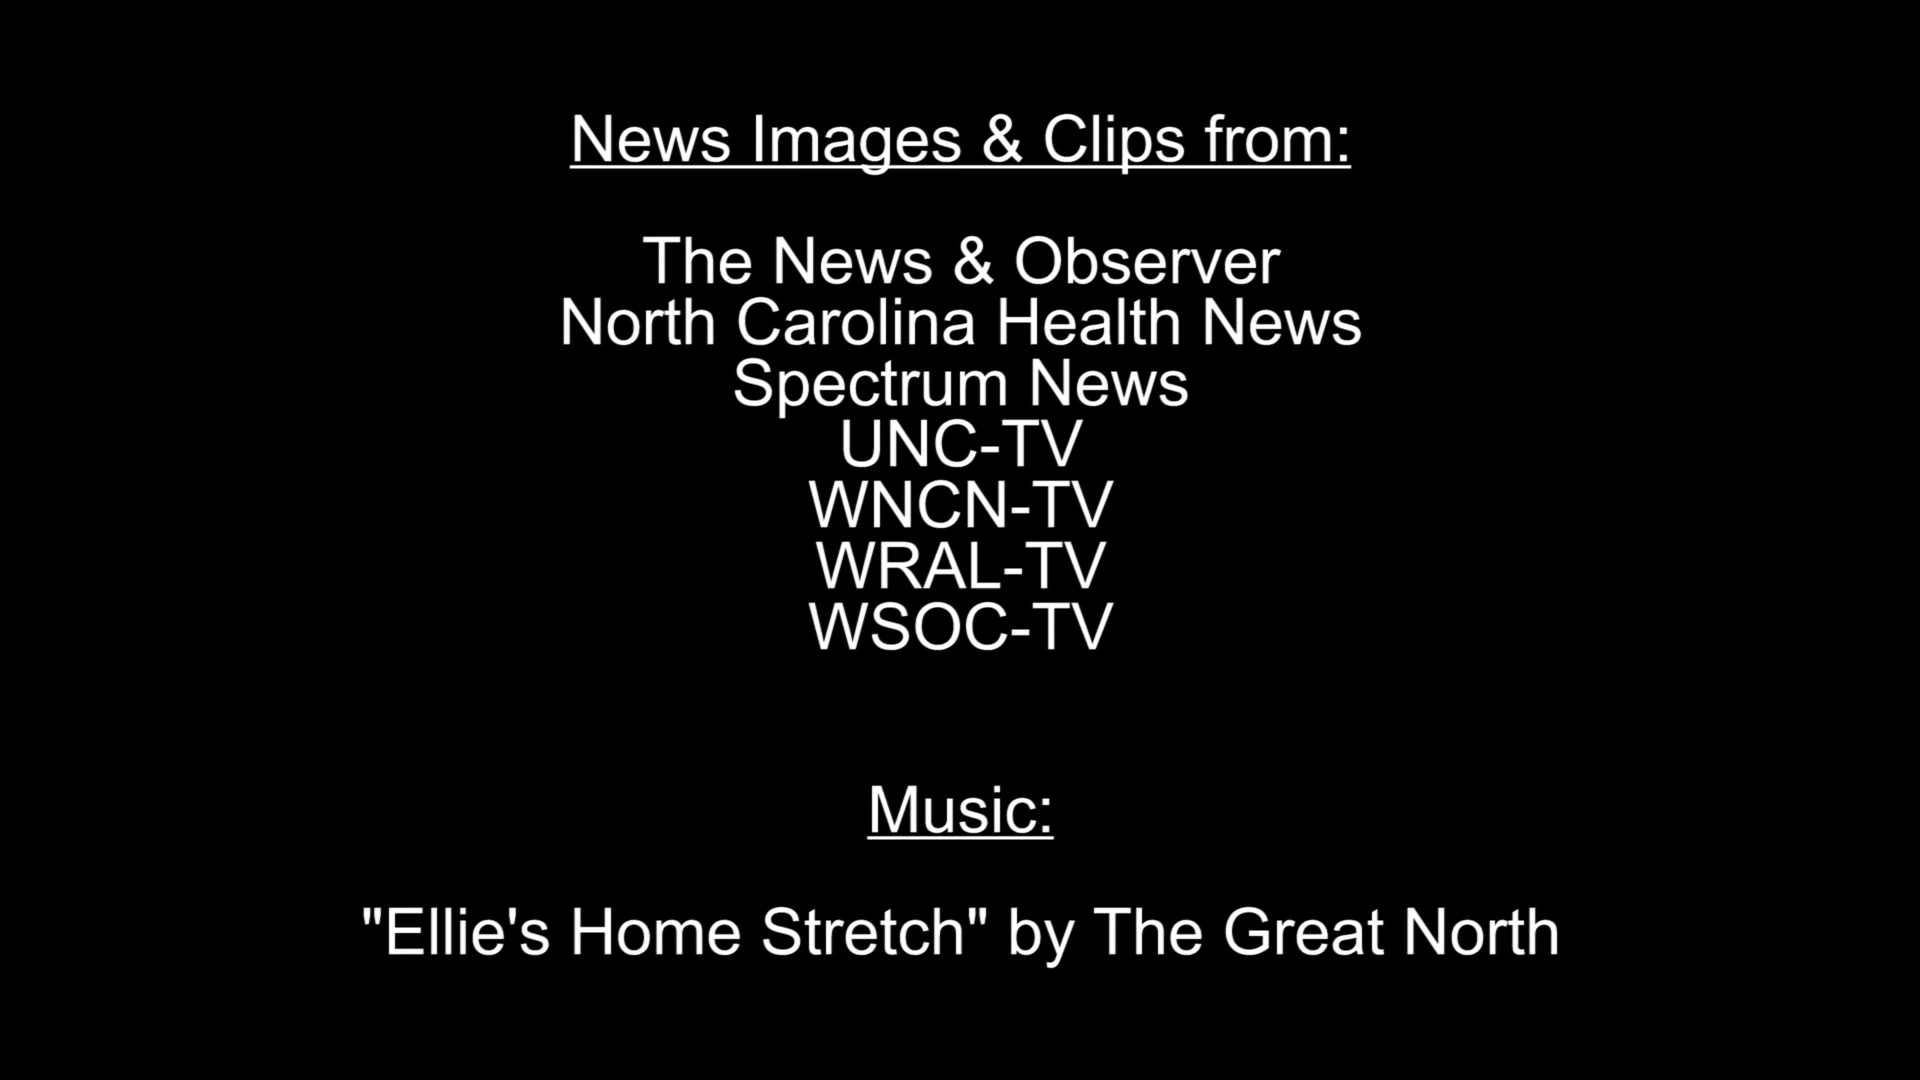 News Images & Clips from:
The News & Observer
North Carolina Health News
Spectrum News
UNC-TV
WNCN-TV
WRAL-TV
WSOC-TV
Music:
"Ellie's Home Stretch" by The Great North